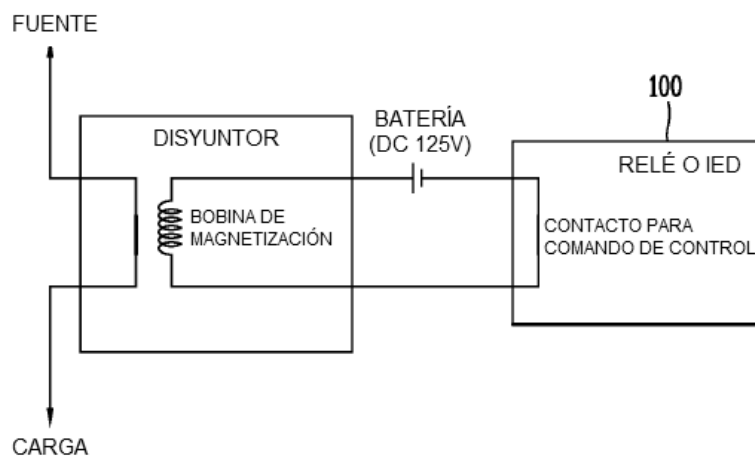 FUENTE
DISYUNTOR
BOBINA DE
MAGNETIZACIÓN
BATERÍA
(DC 125V)
100
RELÉ O IED
CONTACTO PARA
COMANDO DE CONTROL
CARGA